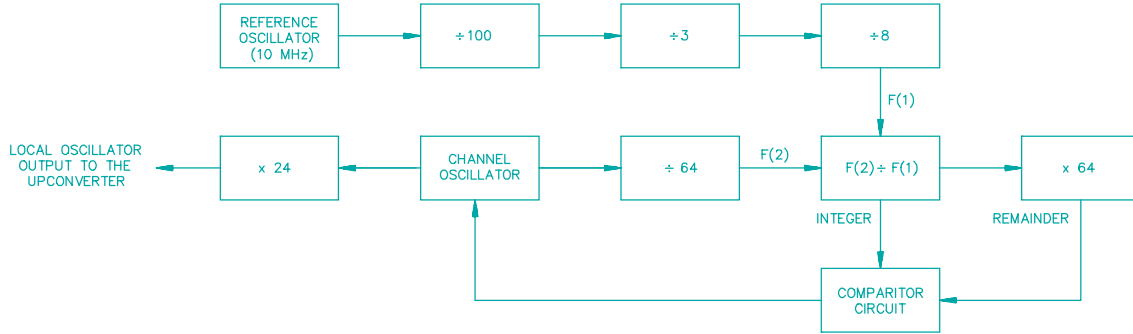 REFERENCE
OSCILLATOR
(10 MHz)
÷100
÷3
÷8
F(1)
LOCAL OSCILLATOR
OUTPUT TO THE
UPCONVERTER
x 24
CHANNEL
OSCILLATOR
÷ 64
F(2)
F(2)÷ F(1)
x 64
INTEGER
REMAINDER
COMPARITOR
CIRCUIT